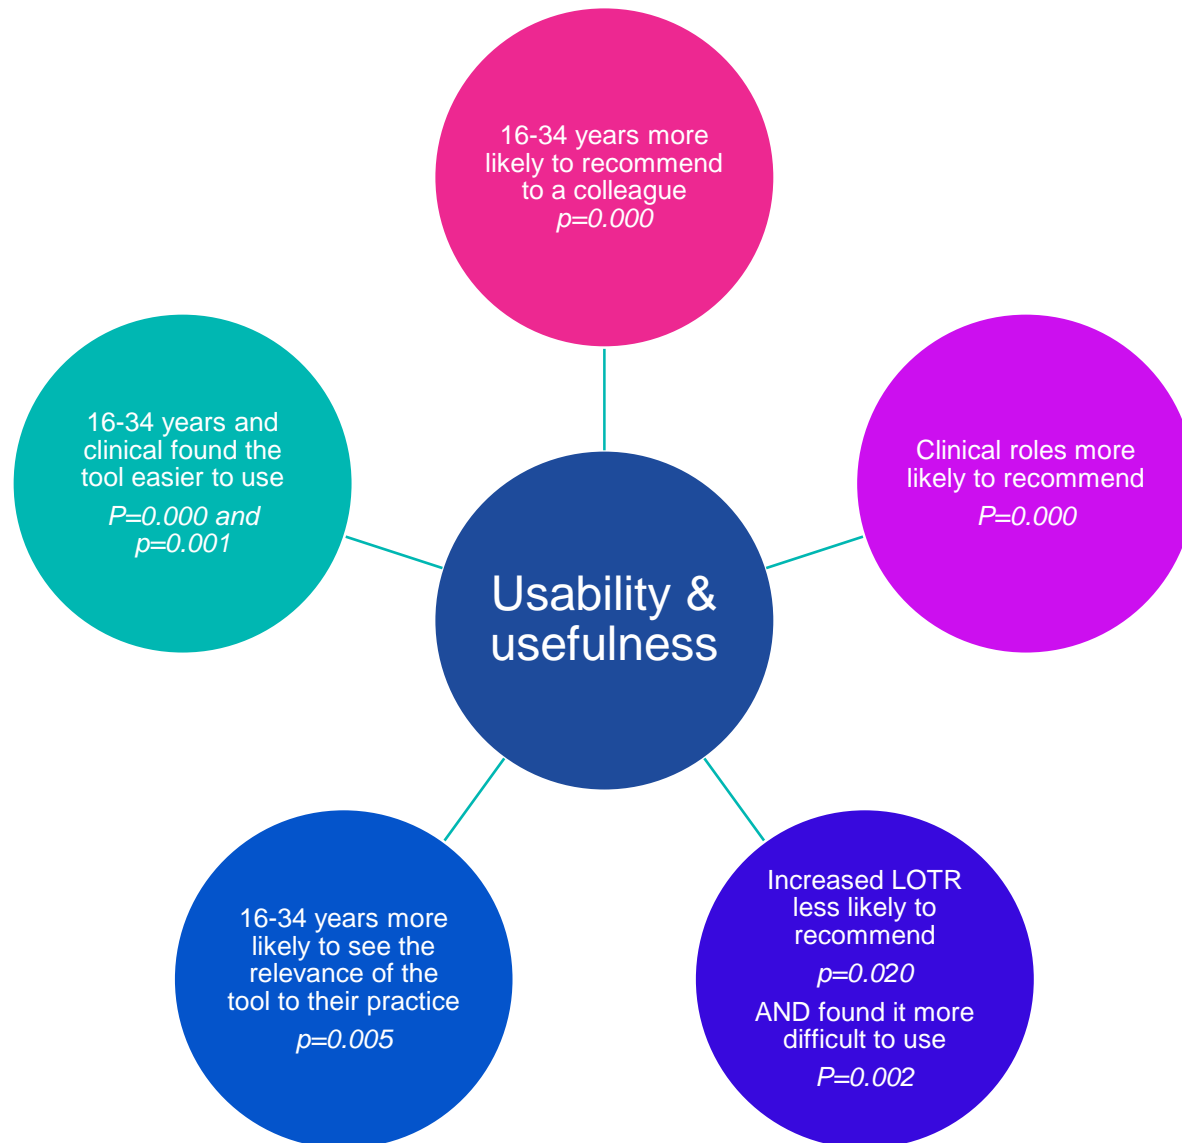 16-34 years more
likely to recommend
to a colleague
p=0.000
16-34 years and
clinical found the
tool easier to use
P=0.000 and
p=0.001
Clinical roles more
likely to recommend
P=0.000
Usability &
usefulness
16-34 years more
likely to see the
relevance of the
tool to their practice
p=0.005
Increased LOTR
less likely to
recommend
p=0.020
AND found it more
difficult to use
P=0.002